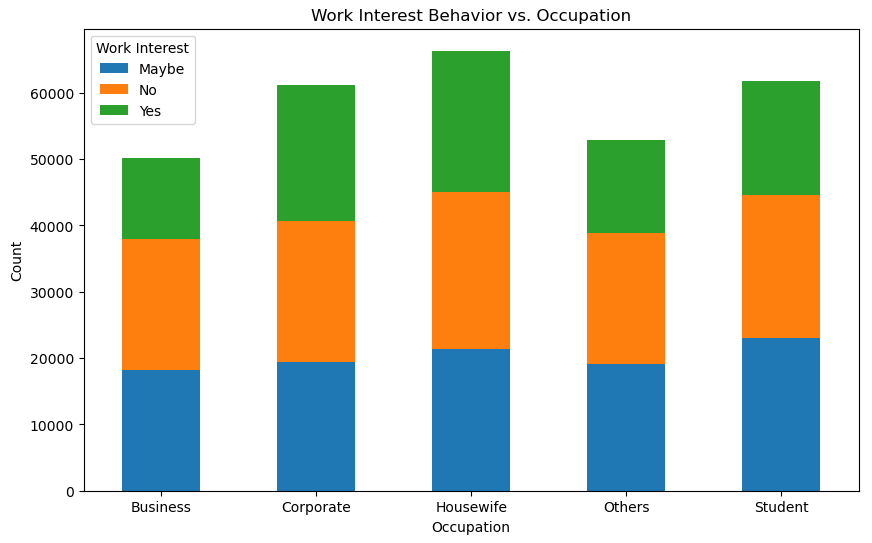 Work Interest Behavior vs. Occupation
Work Interest
Maybe
No
Yes
60000
50000
40000
30000
20000
10000
0
Count
Business Corporate Housewife Others Student
Occupation